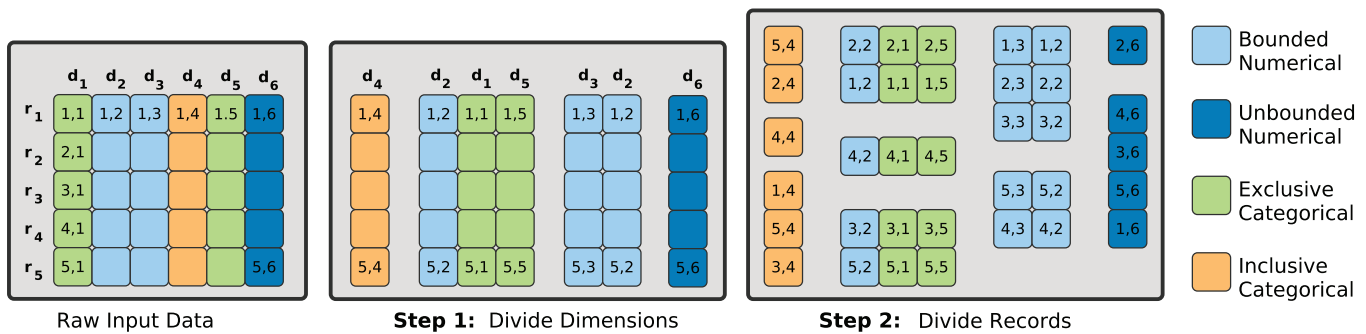 d1 d2 d3 d4 d5 d6
r1 1,1 1,2 1,3 1,4 1.5 1,6
r2 2,1
r3 3,1
r4 4,1
r5 5,1 5,6
Raw Input Data
d4 d2 d1 d5 d3 d2 d6
1,4 1,2 1,1 1,5 1,3 1,2 1,6
5,4 5,2 5,1 5,5 5,3 5,2 5,6
Step 1: Divide Dimensions
5,4
2,4
4,4
1,4
5,4
3,4
2,2 2,1 2,5
1,2 1,1 1,5
4,2 4,1 4,5
3,2 3,1 3,5
5,2 5,1 5,5
1,3 1,2
2,3 2,2
3,3 3,2
5,3 5,2
4,3 4,2
2,6
4,6
3,6
5,6
1,6
Step 2: Divide Records
Bounded
Numerical
Unbounded
Numerical
Exclusive
Categorical
Inclusive
Categorical